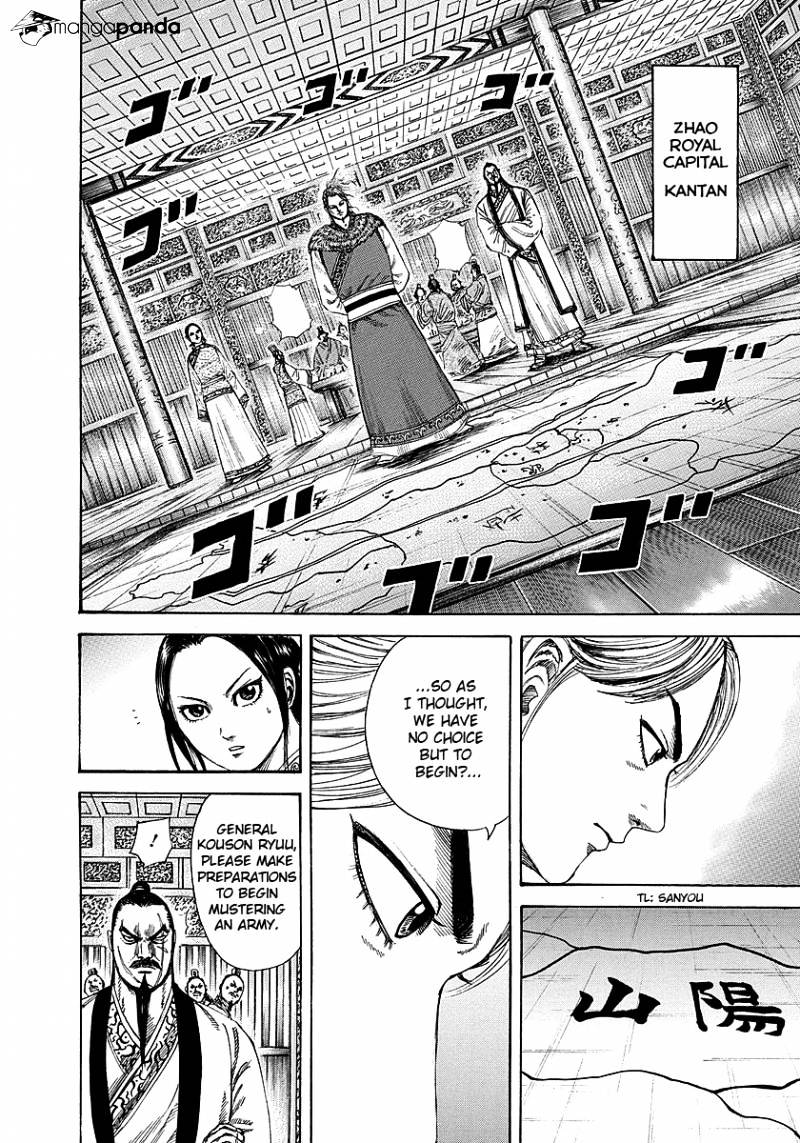 mangapanda
ZHAO
ROYAL
CAPITAL
KANTAN
ゴ゙
ゴ゙
ゴ゙
ゴ゙
ゴ゙
ゴ゙
ゴ゙
ゴ゙
...SO AS
I THOUGHT,
WE HAVE
NO CHOICE
BUT TO
BEGIN?...
TL: SANYOU
山陽
GENERAL
KOUSON RYUU,
PLEASE MAKE
PREPARATIONS
TO BEGIN
MUSTERING
AN ARMY.
!